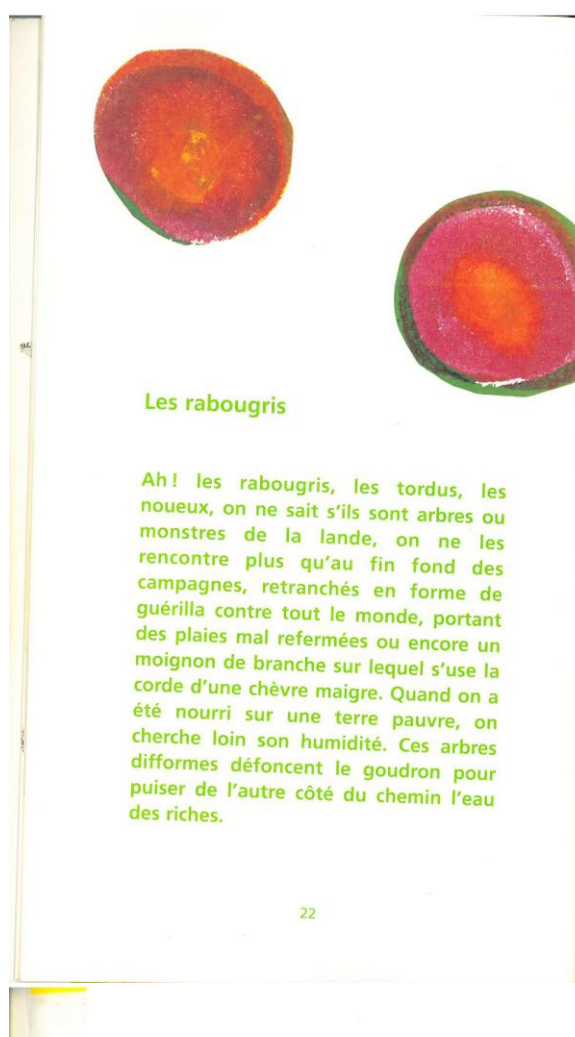 Les rabougris
Ah ! les rabougris, les tordus, les
noueux, on ne sait s'ils sont arbres ou
monstres de la lande, on ne les
rencontre plus qu'au fin fond des
campagnes, retranchés en forme de
guérilla contre tout le monde, portant
des plaies mal refermées ou encore un
moignon de branche sur lequel s'use la
corde d'une chèvre maigre. Quand on a
été nourri sur une terre pauvre, on
cherche loin son humidité. Ces arbres
difformes défoncent le goudron pour
puiser de l'autre côté du chemin l'eau
des riches.
22